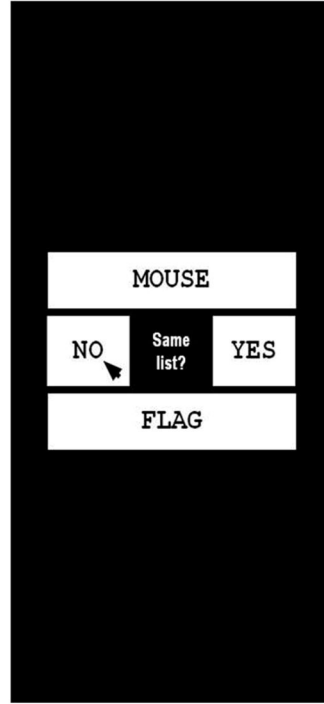 MOUSE
NO
Same
list?
YES
FLAG